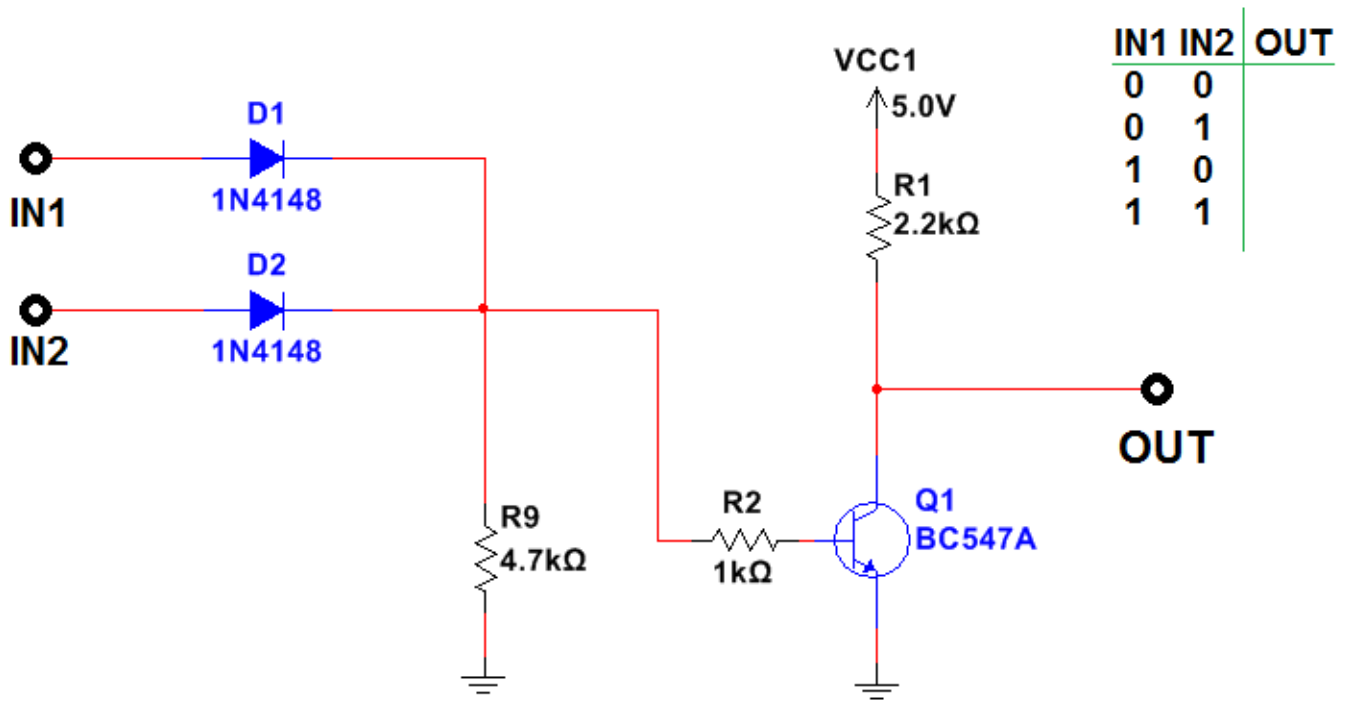 IN1 IN2 OUT
0 0
0 1
1 0
1 1
VCC1
5.0V
D1
1N4148
IN1
R1
2.2kΩ
D2
1N4148
IN2
OUT
R9
4.7kΩ
R2
1kΩ
Q1
BC547A